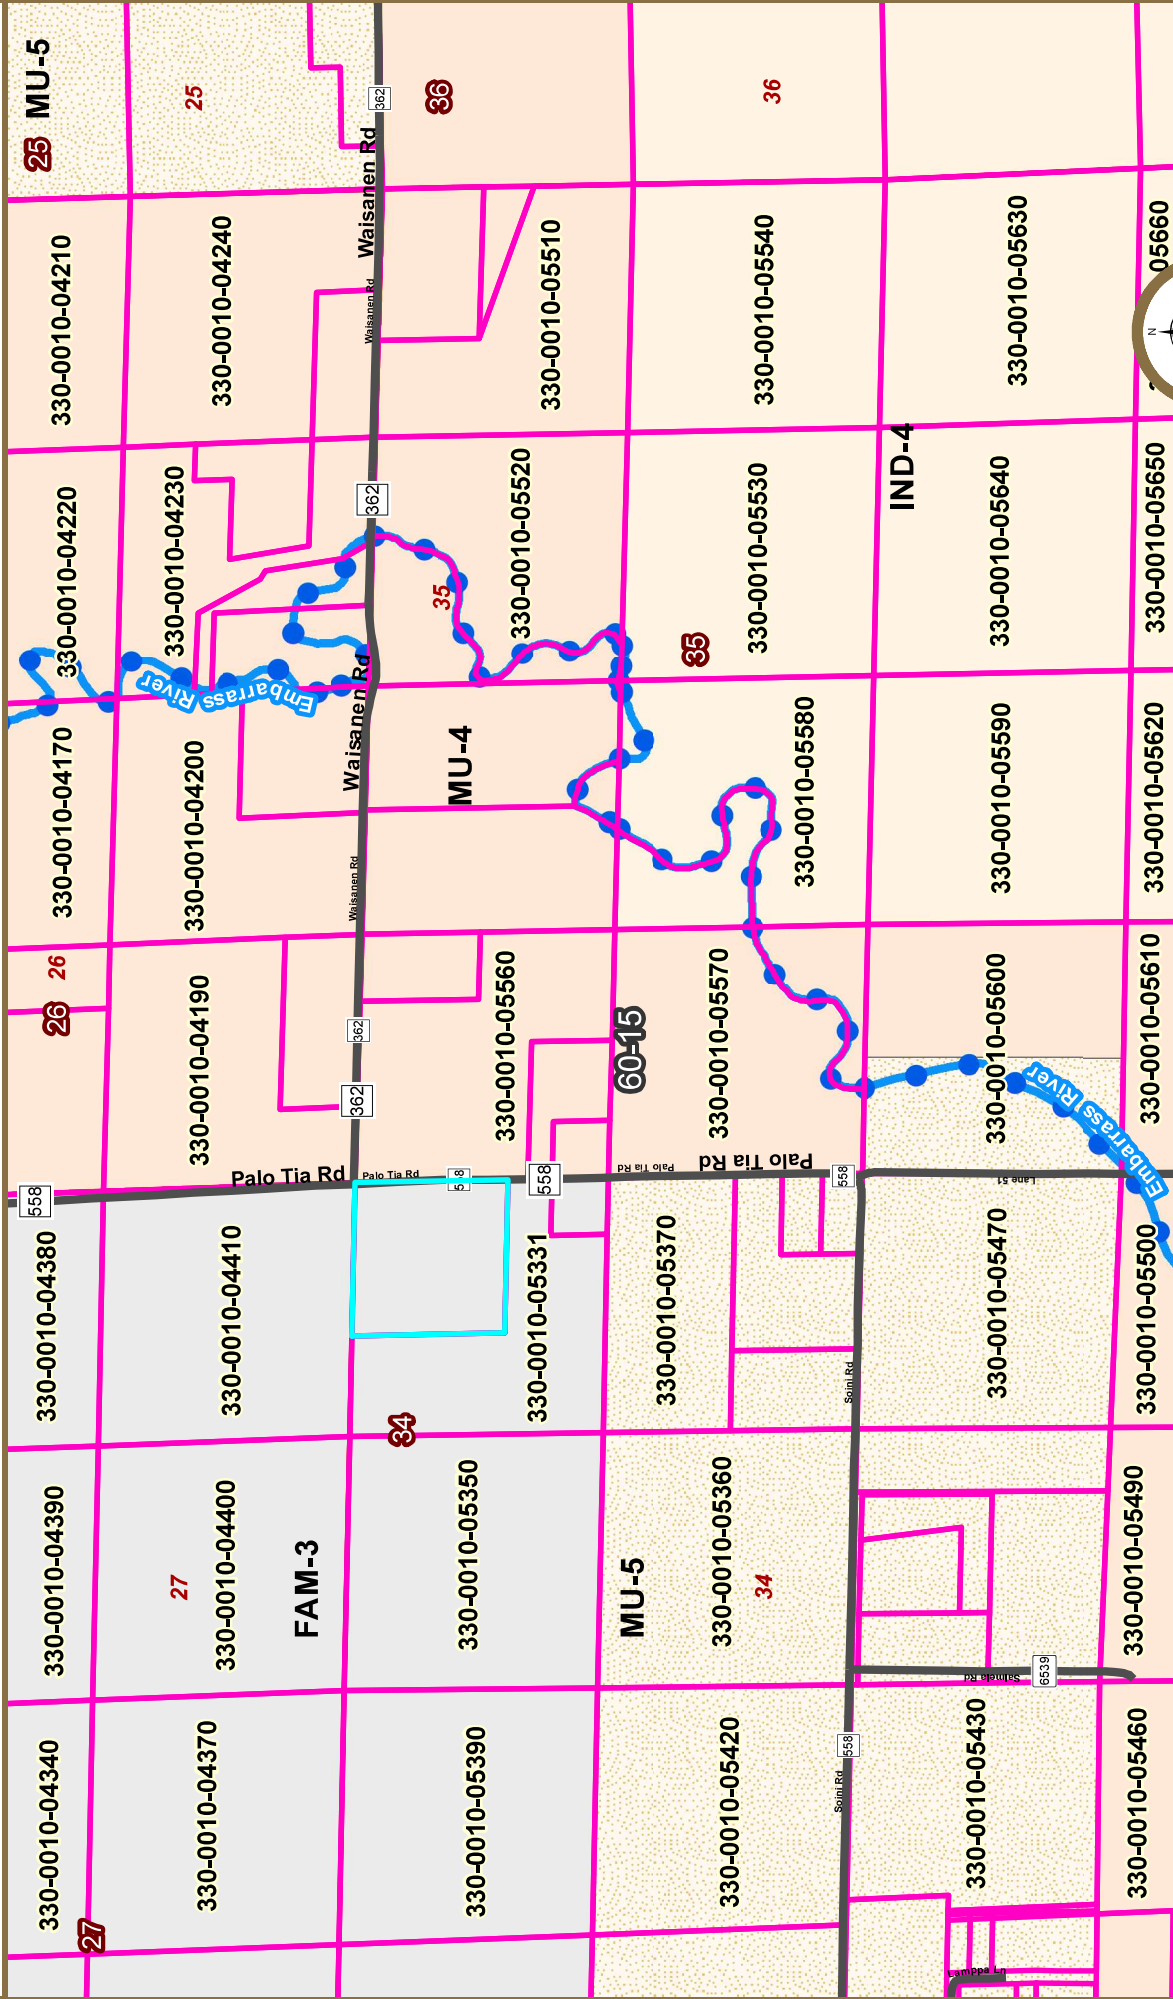 MU-5
25
25
362
36
36
Waisanen Rd
330-0010-04210
330-0010-04240
Waisanen Rd
330-0010-05510
330-0010-05540
330-0010-05630
05660
N
330-0010-04220
330-0010-04230
362
330-0010-05520
35
330-0010-05530
35
IND-4
330-0010-05640
330-0010-05650
Embarrass River
Waisanen Rd
330-0010-04170
330-0010-04200
MU-4
330-0010-05580
330-0010-05590
330-0010-05620
Waisanen Rd
26
26
330-0010-04190
362
362
330-0010-05560
60-15
330-0010-05570
330-0010-05600
330-0010-05610
Embarrass River
558
Palo Tia Rd
Palo Tia Rd
558
558
Palo Tia Rd
Palo Tia Rd
558
Lane 51
330-0010-04380
330-0010-04410
330-0010-05331
330-0010-05370
330-0010-05470
330-0010-05500
Soini Rd
34
330-0010-04390
27
330-0010-04400
FAM-3
330-0010-05350
MU-5
330-0010-05360
34
330-0010-05490
Salmela Rd
6539
330-0010-04340
330-0010-04370
330-0010-05390
330-0010-05420
558
Soini Rd
330-0010-05430
330-0010-05460
27
Lamppa Ln